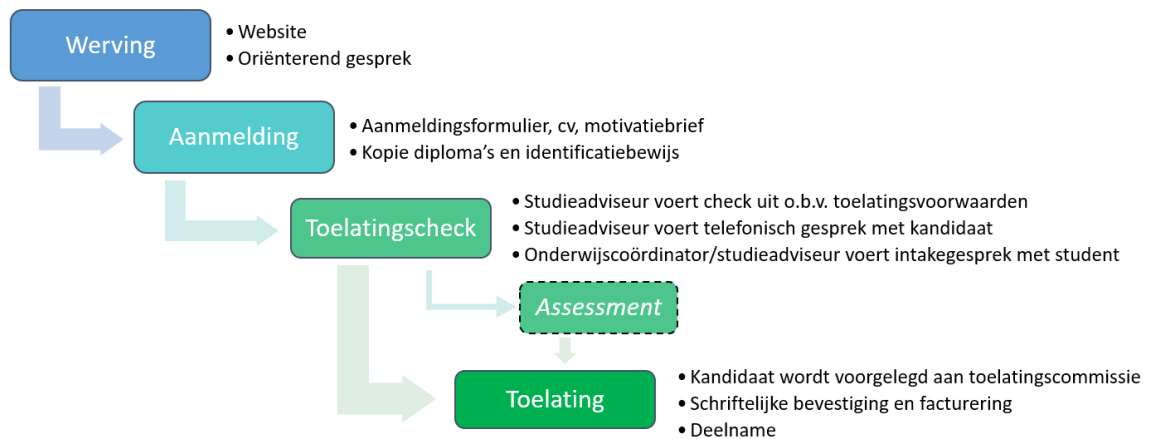 Werving
• Website
• Oriënterend gesprek
Aanmelding
• Aanmeldingsformulier, cv, motivatiebrief
• Kopie diploma's en identificatiebewijs
Toelatingscheck
• Studieadviseur voert check uit o.b.v. toelatingsvoorwaarden
• Studieadviseur voert telefonisch gesprek met kandidaat
• Onderwijscoördinator/studieadviseur voert intakegesprek met student
Assessment
Toelating
• Kandidaat wordt voorgelegd aan toelatingscommissie
• Schriftelijke bevestiging en facturering
• Deelname